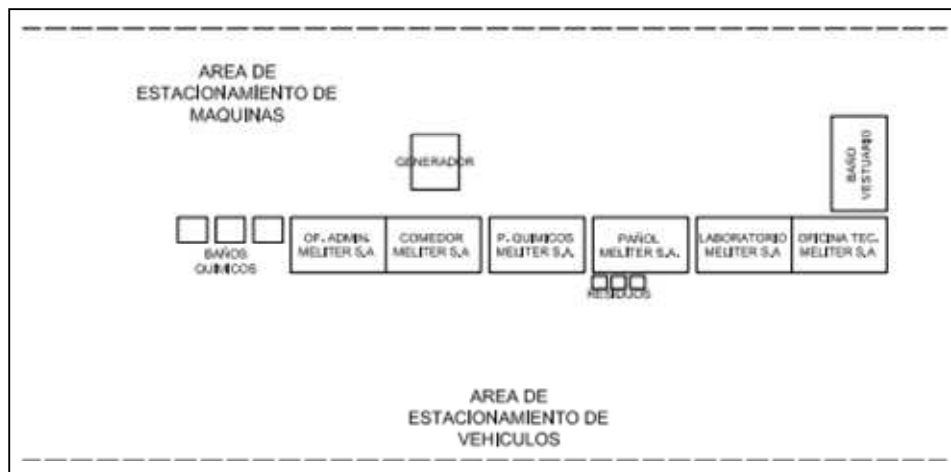 AREA DE
ESTACIONAMIENTO DE
MAQUINAS
GENERADOR
BAÑO
VESTUARIO
BAÑOS
QUIMICOS
OF. ADMIN.
MELITER S.A
COMEDOR
MELITER S.A
P. QUIMICOS
MELITER S.A.
PAÑOL
MELITER S.A.
LABORATORIO
MELITER S.A
OFICINA TEC.
MELITER S.A
RESIDUOS
AREA DE
ESTACIONAMIENTO DE
VEHICULOS